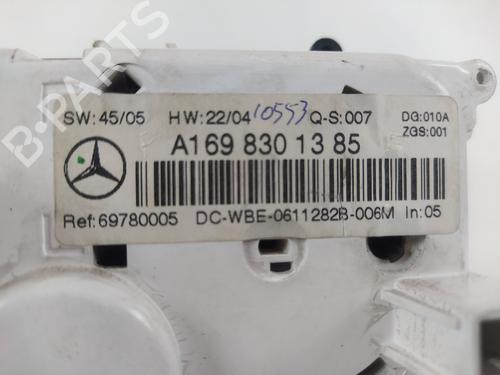 SW:45/05 HW:22/04 10553 Q-S:007 DG:010A
ZGS:001
A169 830 13 85
Ref:69780005 DC-WBE-0611282B-006M In:05
B-PARTS